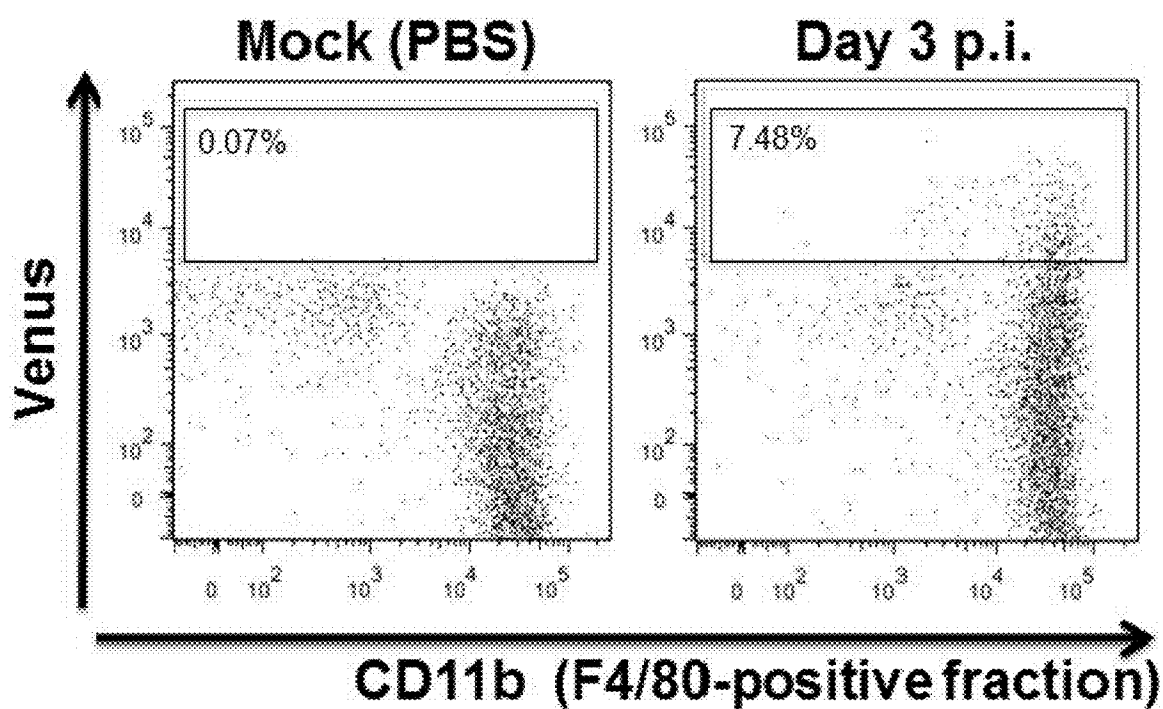 Mock (PBS)
Day 3 p.i.
Venus
10^5
10^4
10^3
10^2
0
0.07%
0 10^2 10^3 10^4 10^5
10^5
10^4
10^3
10^2
0
7.48%
0 10^2 10^3 10^4 10^5
CD11b (F4/80-positive fraction)